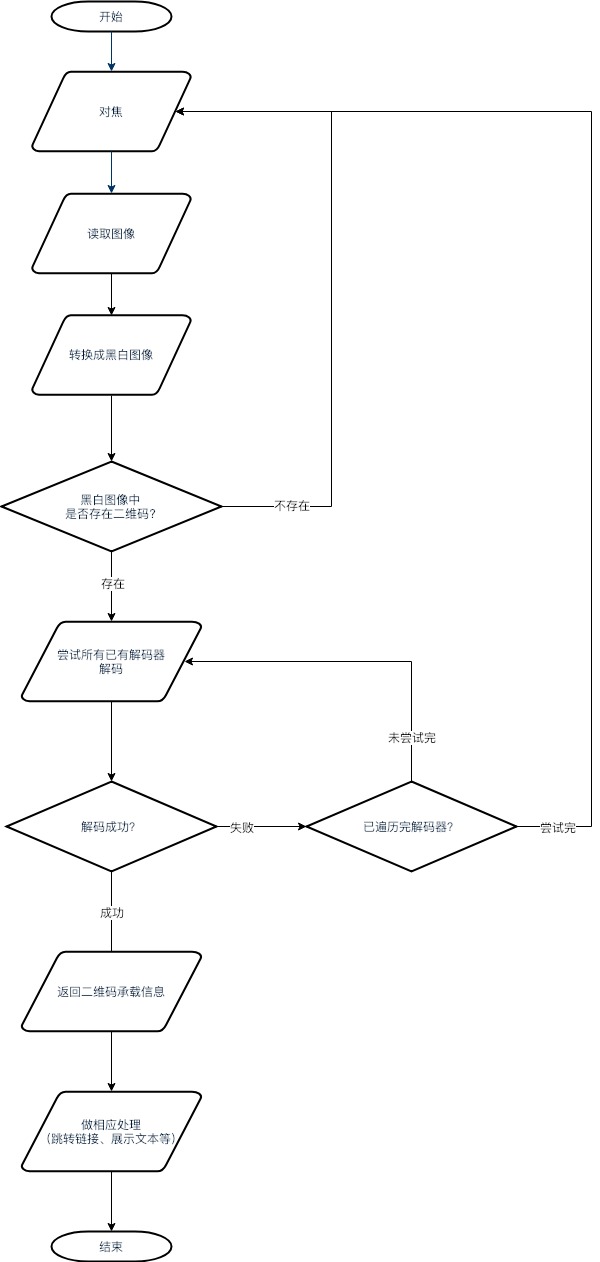 开始
对焦
读取图像
转换成黑白图像
黑白图像中
是否存在二维码?
不存在
存在
尝试所有已有解码器
解码
未尝试完
解码成功?
失败
已遍历完解码器?
尝试完
成功
返回二维码承载信息
做相应处理
（跳转链接、展示文本等）
结束